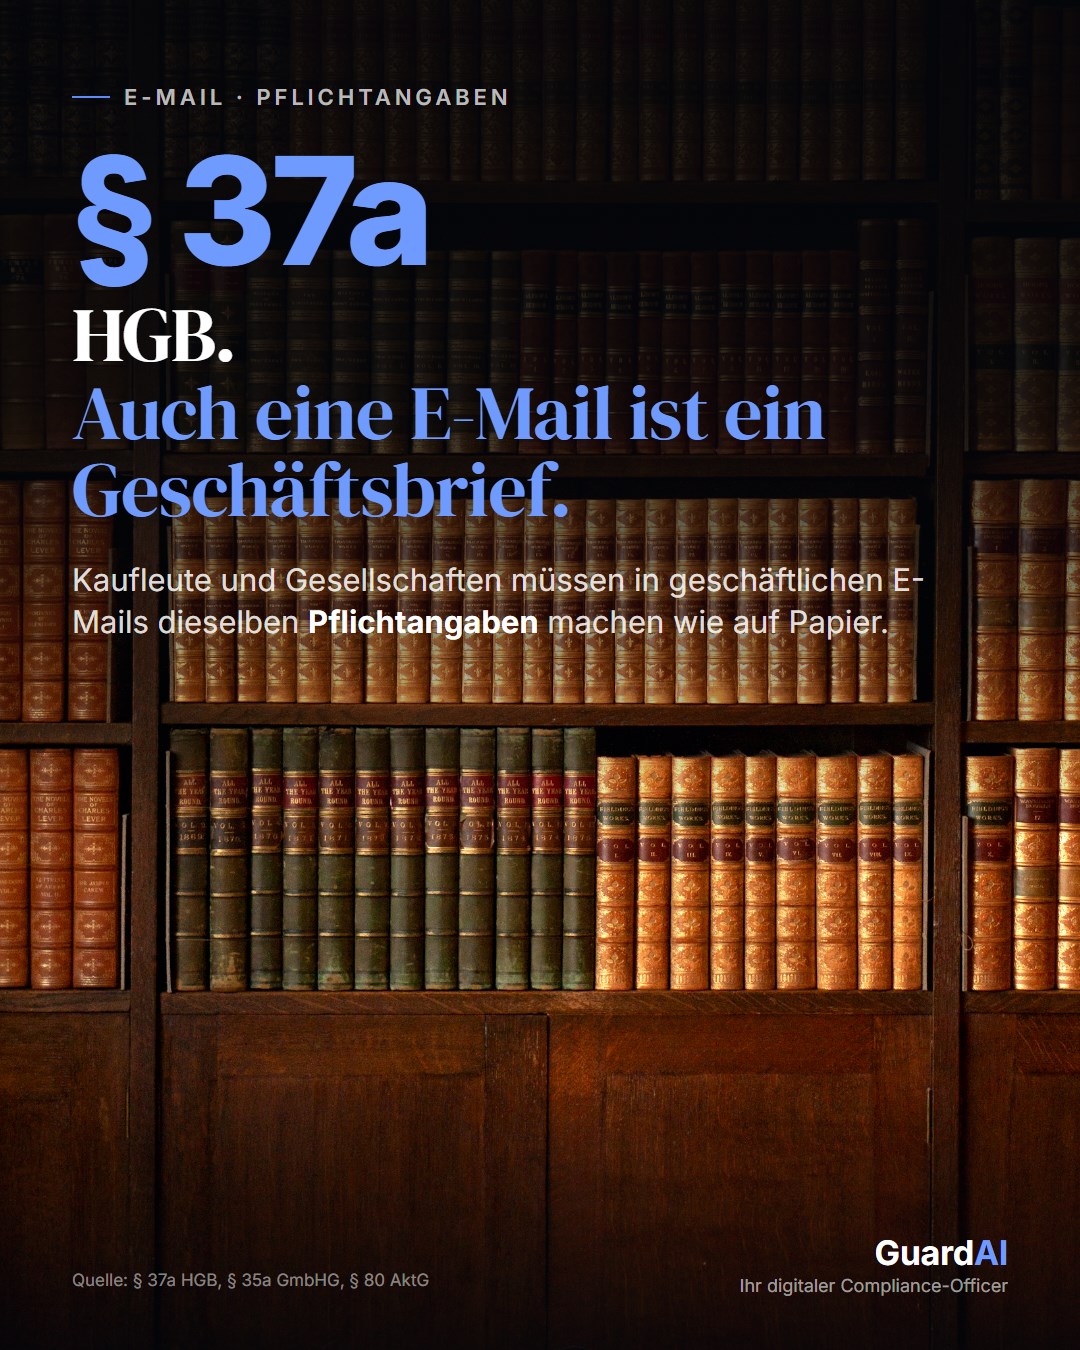 E-MAIL · PFLICHTANGABEN
§ 37a
HGB.
Auch eine E-Mail ist ein
Geschäftsbrief.
Kaufleute und Gesellschaften müssen in geschäftlichen E-
Mails dieselben Pflichtangaben machen wie auf Papier.
Quelle: § 37a HGB, § 35a GmbHG, § 80 AktG
GuardAI
Ihr digitaler Compliance-Officer